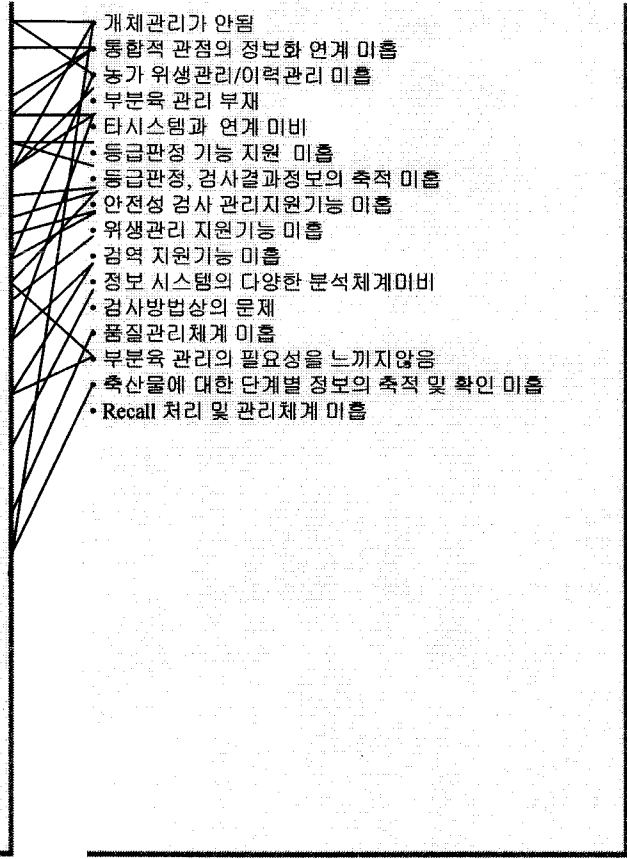 • 개체관리가 안됨
• 통합적 관점의 정보화 연계 미흡
• 농가 위생관리/이력관리 미흡
• 부분육 관리 부재
• 타시스템과 연계 미비
• 등급판정 기능 지원 미흡
• 등급판정, 검사결과정보의 축적 미흡
• 안전성 검사 관리지원기능 미흡
• 위생관리 지원기능 미흡
• 검역 지원기능 미흡
• 정보 시스템의 다양한 분석체계미비
• 검사방법상의 문제
• 품질관리체계 미흡
• 부분육 관리의 필요성을 느끼지않음
• 축산물에 대한 단계별 정보의 축적 및 확인 미흡
• Recall 처리 및 관리체계 미흡